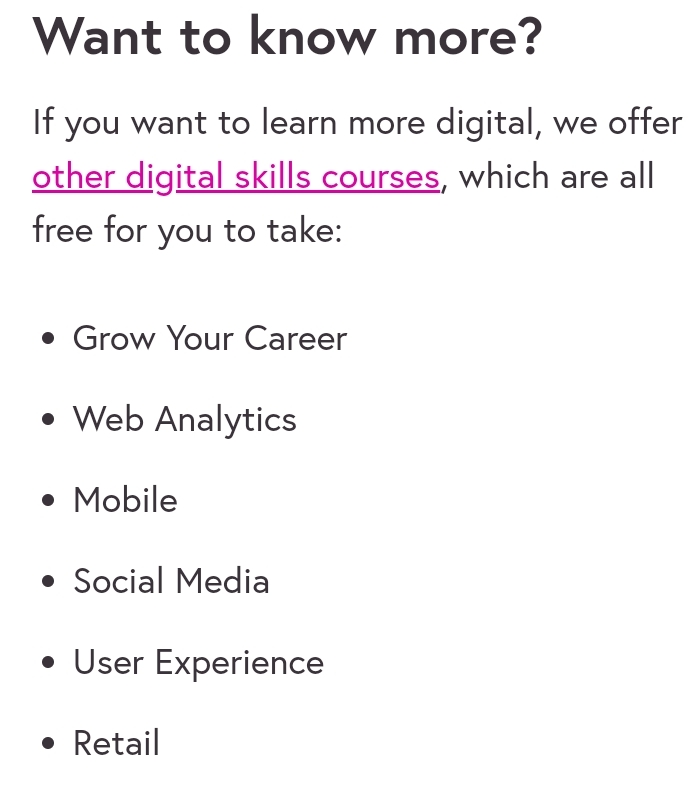 Want to know more?
If you want to learn more digital, we offer
other digital skills courses, which are all
free for you to take:
• Grow Your Career
• Web Analytics
• Mobile
• Social Media
• User Experience
• Retail